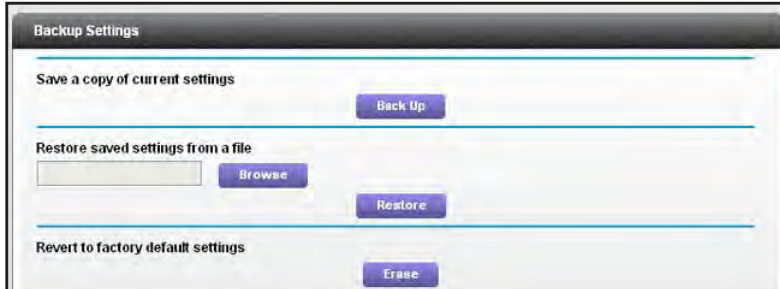 Backup Settings
Save a copy of current settings
Back Up
Restore saved settings from a file
Browse
Restore
Revert to factory default settings
Erase